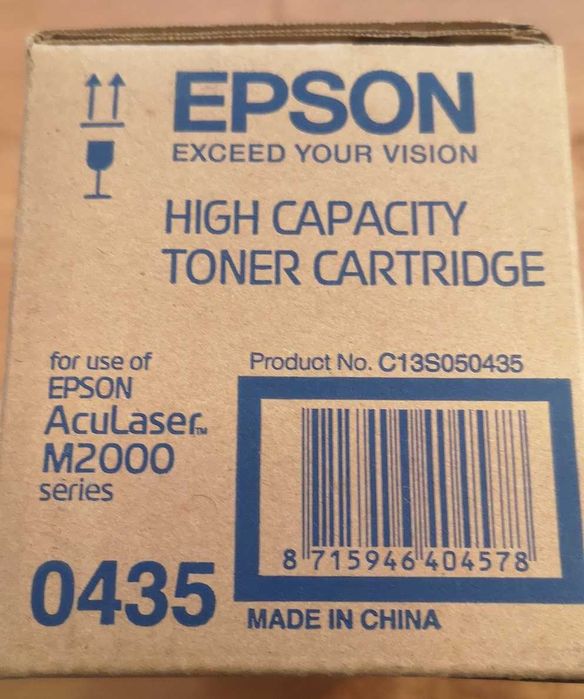 EPSON
EXCEED YOUR VISION
HIGH CAPACITY
TONER CARTRIDGE
for use of
EPSON
AcuLaser™
M2000
series
0435
Product No. C13S050435
8 715946 404578
MADE IN CHINA